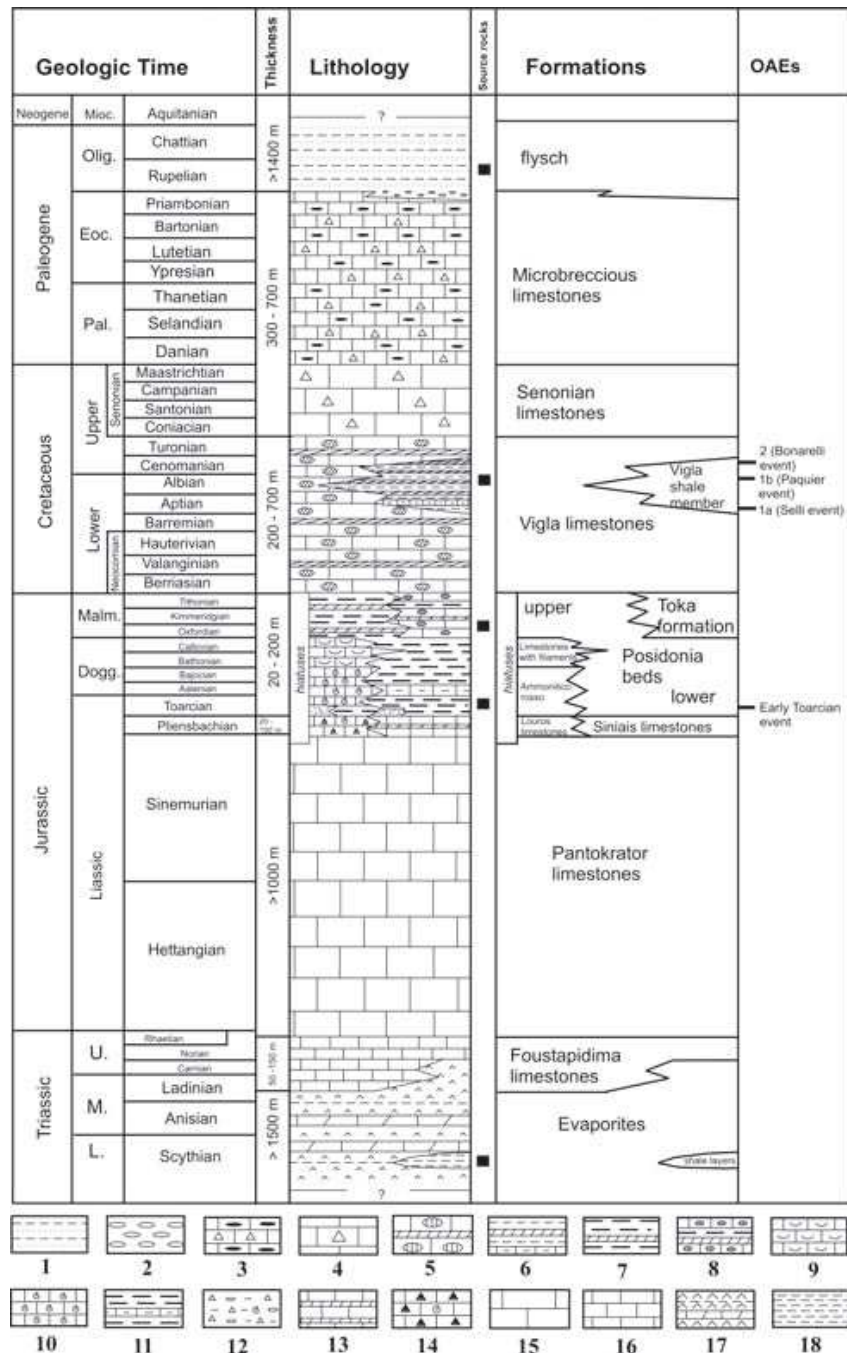 Geologic Time
Thickness
Lithology
Source rocks
Formations
OAEs
Neogene
Mioc.
Aquitanian
?
Paleogene
Olig.
Chattian
Rupelian
>1400 m
flysch
Eoc.
Priambonian
Bartonian
Lutetian
Ypresian
Pal.
Thanetian
Selandian
Danian
300 - 700 m
Microbreccious
limestones
Cretaceous
Upper
Senonian
Maastrichtian
Campanian
Santonian
Coniacian
Senonian
limestones
Turonian
Cenomanian
Lower
Albian
Aptian
Barremian
Neocomian
Hauterivian
Valanginian
Berriasian
200 - 700 m
Vigla limestones
Vigla
shale
member
2 (Bonarelli
event)
1b (Paquier
event)
1a (Selli event)
Jurassic
Malm.
Tithonian
Kimmeridgian
Oxfordian
Dogg.
Callovian
Bathonian
Bajocian
Aalenian
Liassic
Toarcian
Pliensbachian
Sinemurian
Hettangian
20 - 200 m
>1000 m
hiatuses
hiatuses
upper
Toka
formation
Limestones
with filaments
Posidonia
beds
Ammonitico
rosso
lower
Early Toarcian
event
Louros
limestones
Siniais limestones
Pantokrator
limestones
Triassic
U.
Rhaetian
Norian
Carnian
M.
Ladinian
Anisian
L.
Scythian
50 - 150 m
> 1500 m
?
Foustapidima
limestones
Evaporites
shale layers
1 2 3 4 5 6 7 8 9
10 11 12 13 14 15 16 17 18